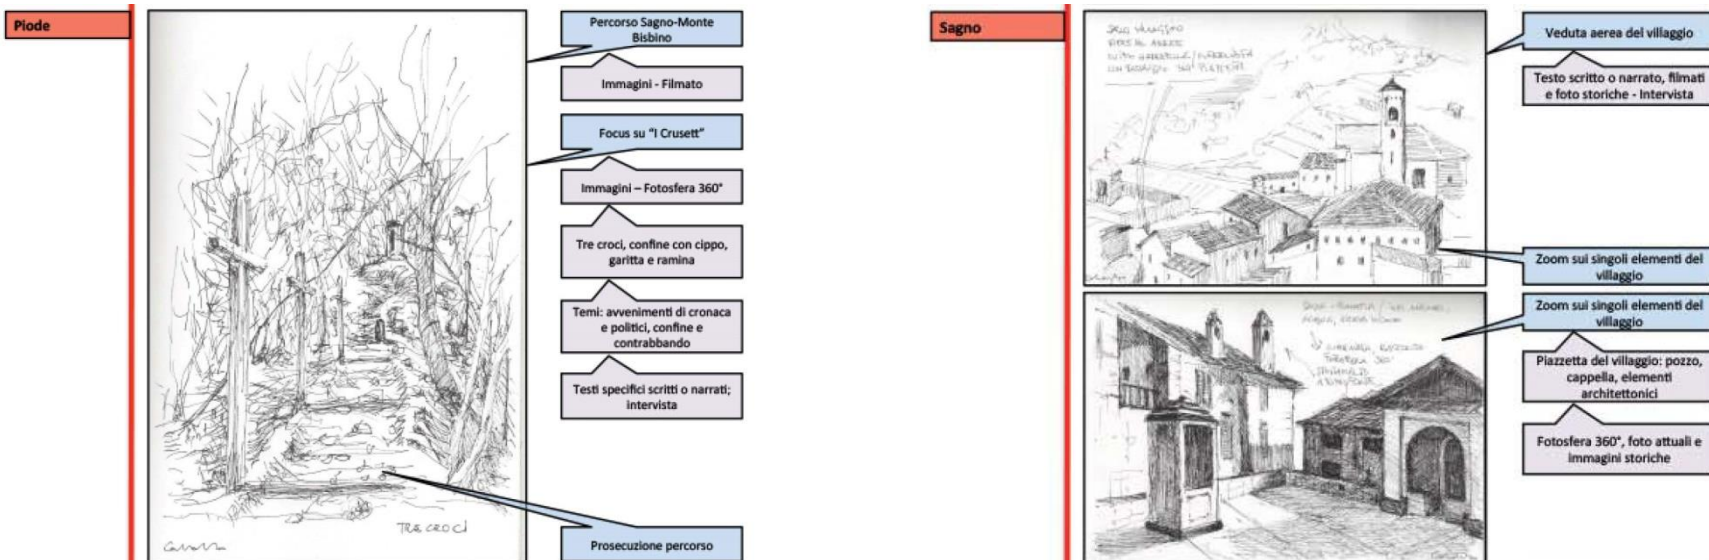 Piode
Percorso Sagno-Monte
Bisbino
Immagini - Filmato
Focus su “I Crusett”
Immagini – Fotosfera 360°
Tre croci, confine con cippo,
garitta e ramina
Temi: avvenimenti di cronaca
e politici, confine e
contrabbando
Testi specifici scritti o narrati;
intervista
Prosecuzione percorso
TRE CROCI
Sagno
Veduta aerea del villaggio
Testo scritto o narrato, filmati
e foto storiche - Intervista
Zoom sui singoli elementi del
villaggio
Zoom sui singoli elementi del
villaggio
Piazzetta del villaggio: pozzo,
cappella, elementi
architettonici
Fotosfera 360°, foto attuali e
immagini storiche